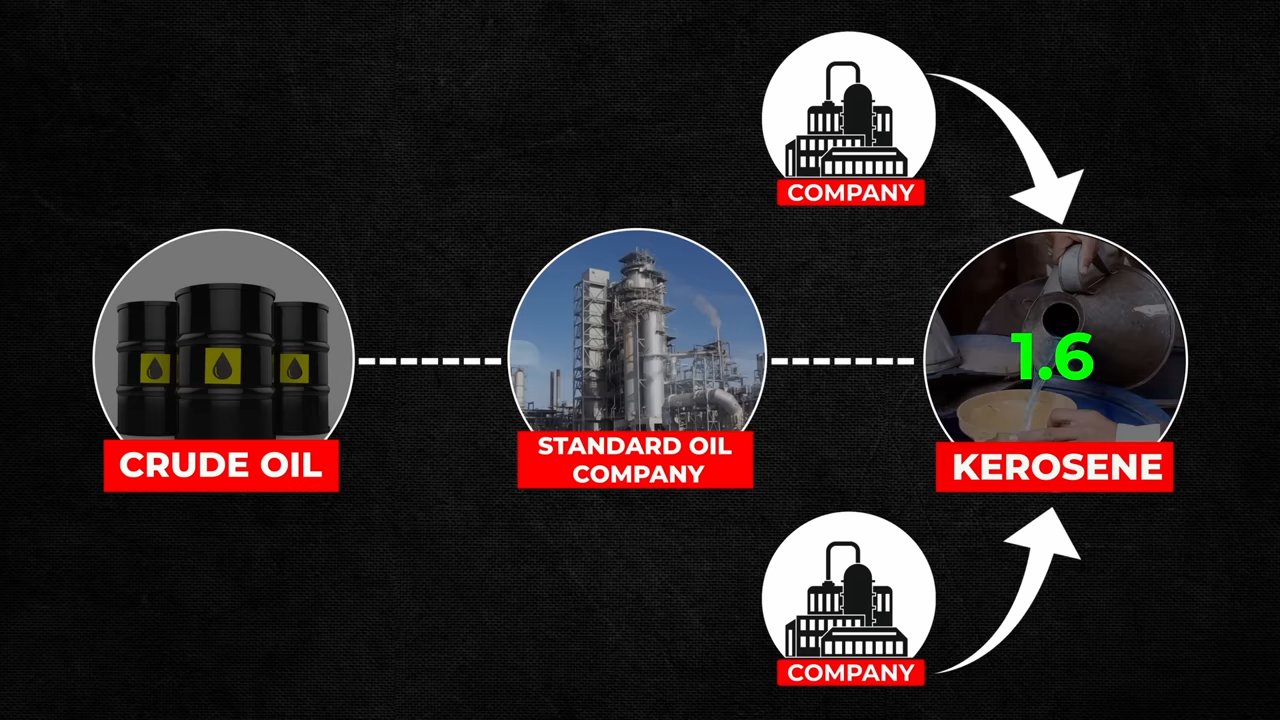 COMPANY
1.6
CRUDE OIL
STANDARD OIL
COMPANY
KEROSENE
COMPANY